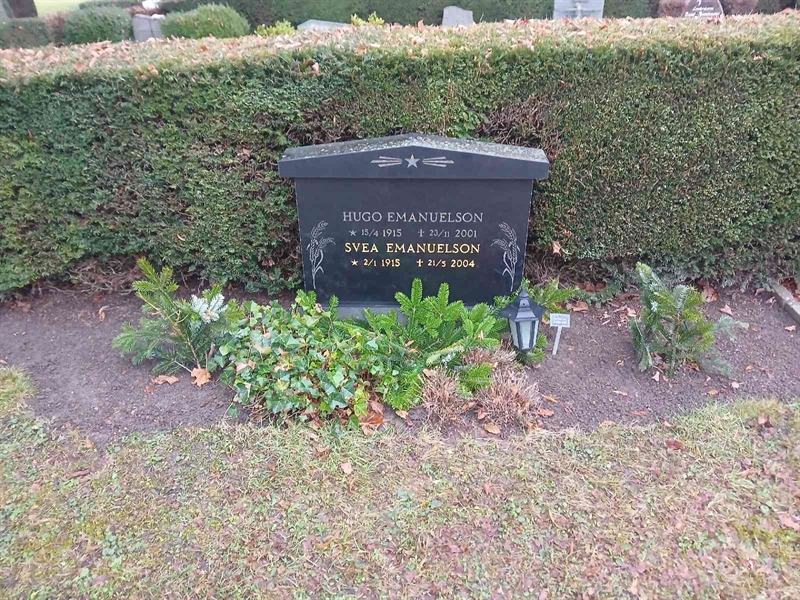 HUGO EMANUELSON
★ 15/4 1915 ✝ 23/11 2001
SVEA EMANUELSON
★ 2/1 1915 ✝ 21/5 2004